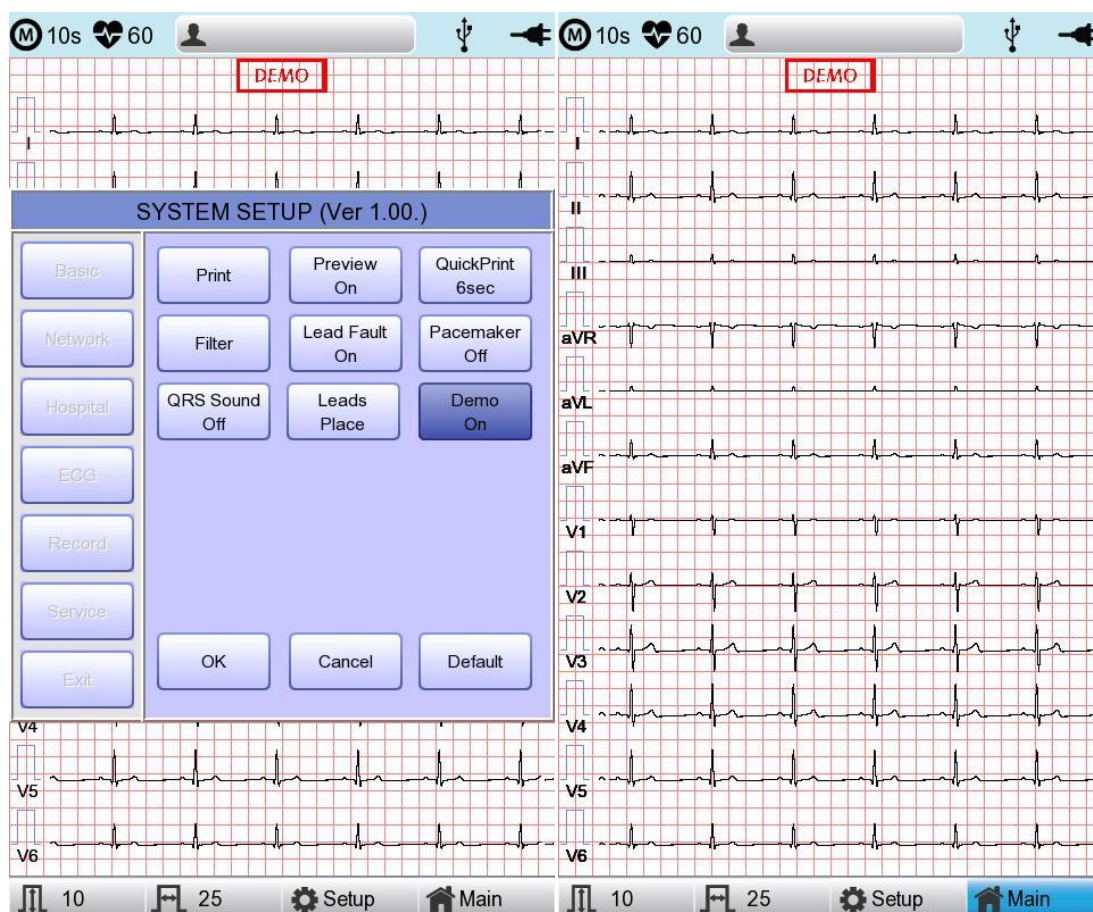 M 10s 60
DEMO
I
SYSTEM SETUP (Ver 1.00.)
Basic
Network
Hospital
ECG
Record
Service
Exit
Print
Preview
On
QuickPrint
6sec
Filter
Lead Fault
On
Pacemaker
Off
QRS Sound
Off
Leads
Place
Demo
On
OK
Cancel
Default
V4
V5
V6
10
25
Setup
Main
M 10s 60
DEMO
I
II
III
aVR
aVL
aVF
V1
V2
V3
V4
V5
V6
10
25
Setup
Main